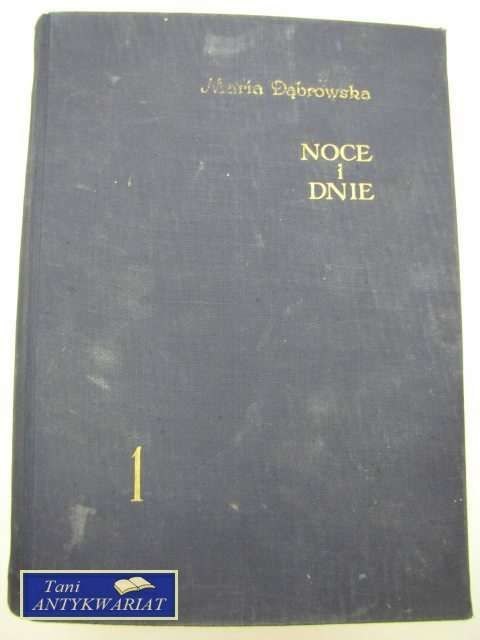 Maria Dąbrowska
NOCE
i
DNIE
1
Tani
ANTYKWARIAT